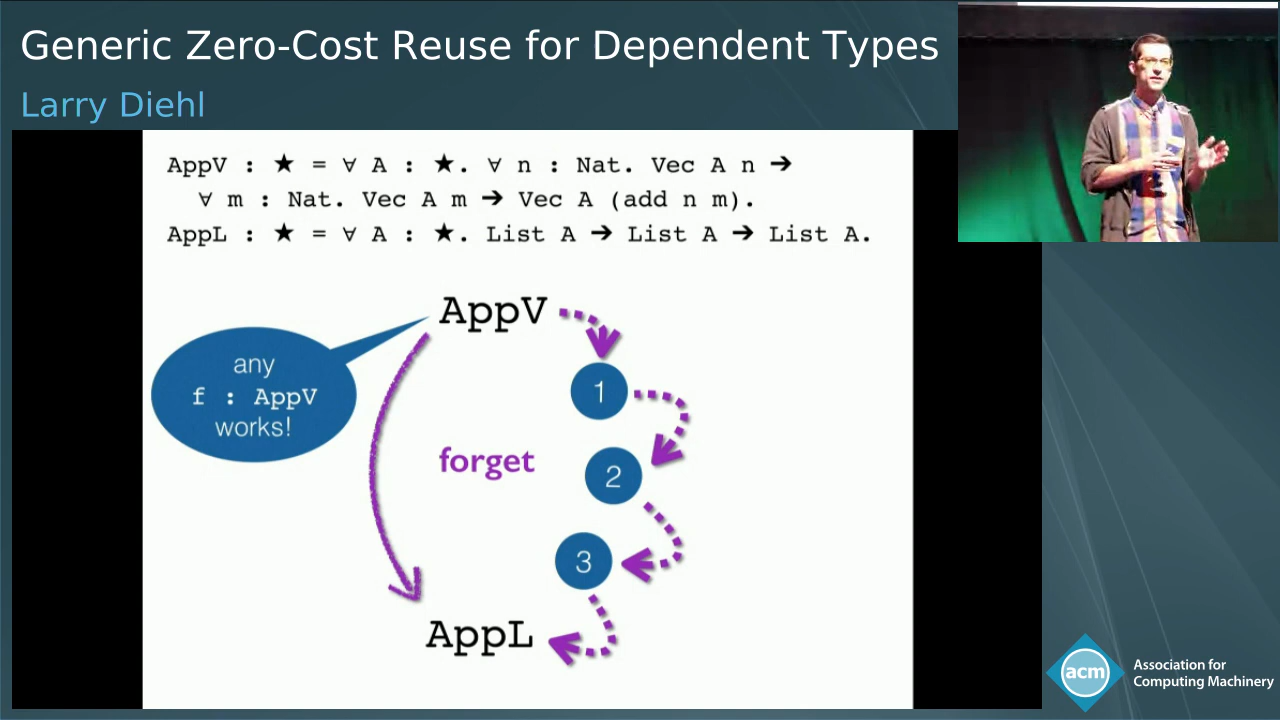 Generic Zero-Cost Reuse for Dependent Types
Larry Diehl
AppV : ★ = ∀ A : ★. ∀ n : Nat. Vec A n ➔
∀ m : Nat. Vec A m ➔ Vec A (add n m).
AppL : ★ = ∀ A : ★. List A ➔ List A ➔ List A.
AppV
any
f : AppV
works!
1
forget
2
3
AppL
acm
Association for
Computing Machinery